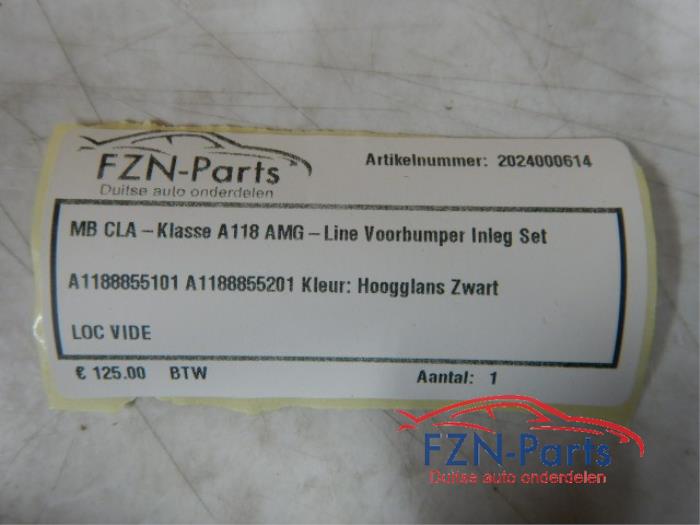 FZN-Parts
Duitse auto onderdelen
Artikelnummer: 2024000614
MB CLA – Klasse A118 AMG – Line Voorbumper Inleg Set
A1188855101 A1188855201 Kleur: Hoogglans Zwart
LOC VIDE
€ 125.00 BTW
Aantal: 1
FZN-Parts
Duitse auto onderdelen